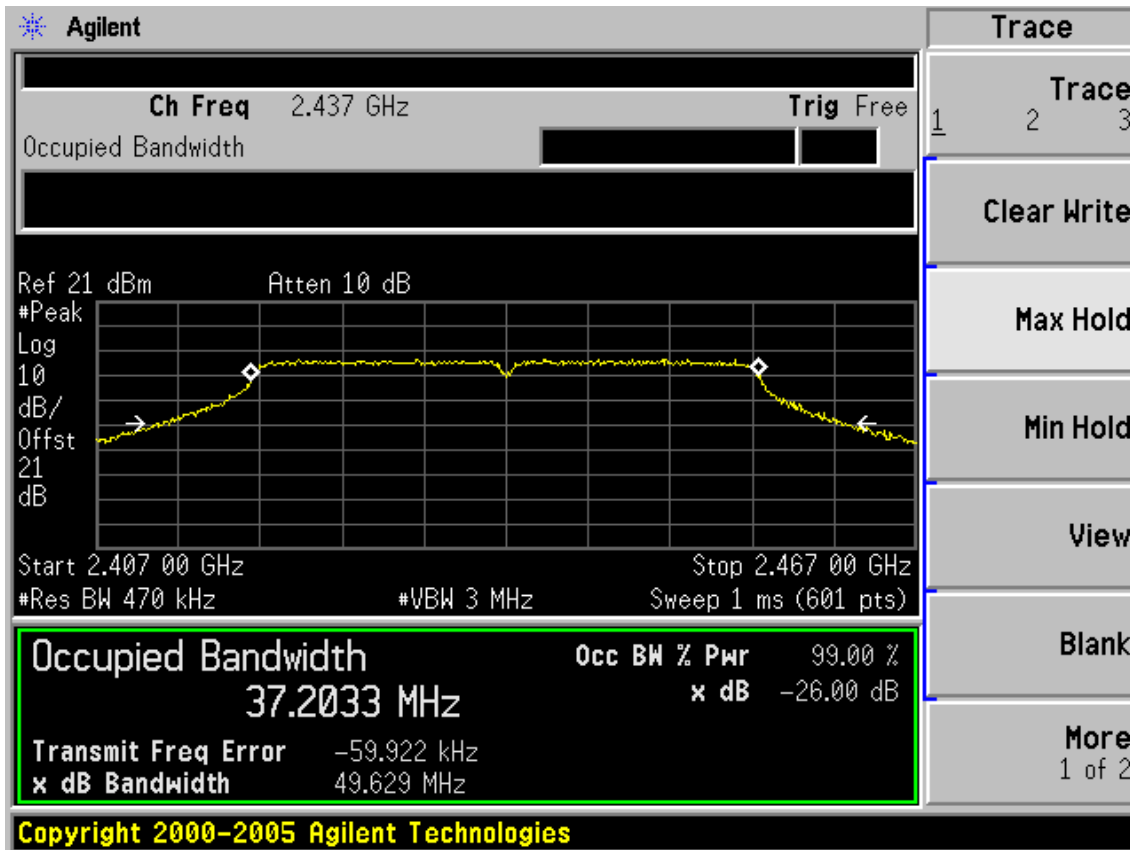 Agilent
Trace
Ch Freq 2.437 GHz Trig Free
Occupied Bandwidth
Trace
1 2 3
Clear Write
Max Hold
Min Hold
View
Blank
More
1 of 2
Ref 21 dBm Atten 10 dB
#Peak
Log
10
dB/
Offst
21
dB
Start 2.407 00 GHz Stop 2.467 00 GHz
#Res BW 470 kHz #VBW 3 MHz Sweep 1 ms (601 pts)
Occupied Bandwidth Occ BW % Pwr 99.00 %
37.2033 MHz x dB -26.00 dB
Transmit Freq Error -59.922 kHz
x dB Bandwidth 49.629 MHz
Copyright 2000-2005 Agilent Technologies